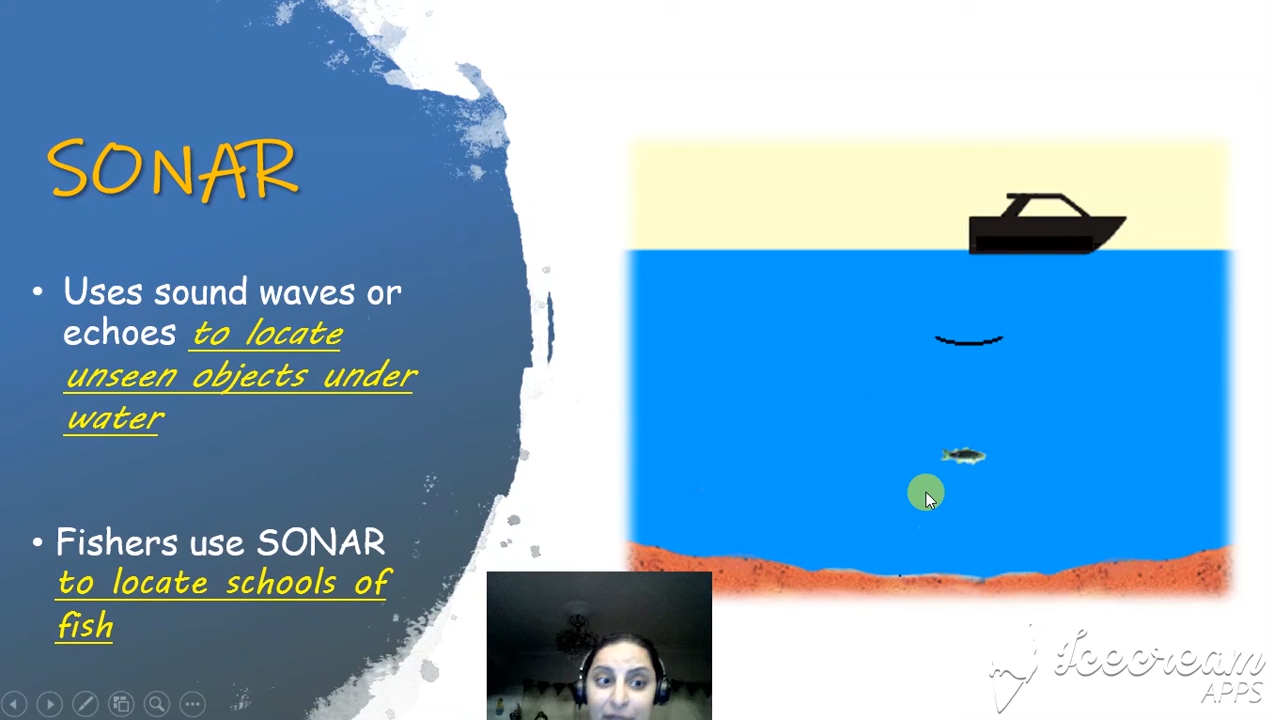 SONAR
• Uses sound waves or
echoes to locate
unseen objects under
water
• Fishers use SONAR
to locate schools of
fish
Icecream
APPS